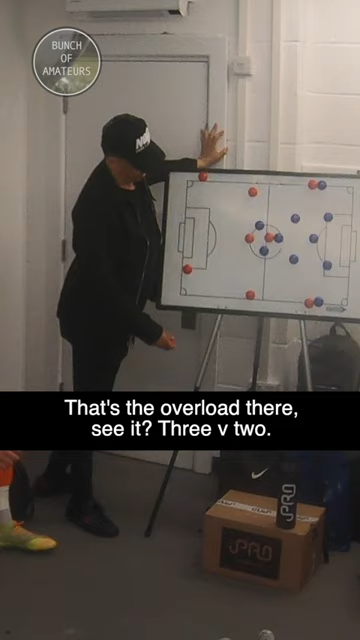 BUNCH
OF
AMATEURS
That's the overload there,
see it? Three v two.
JPRO
JPRO